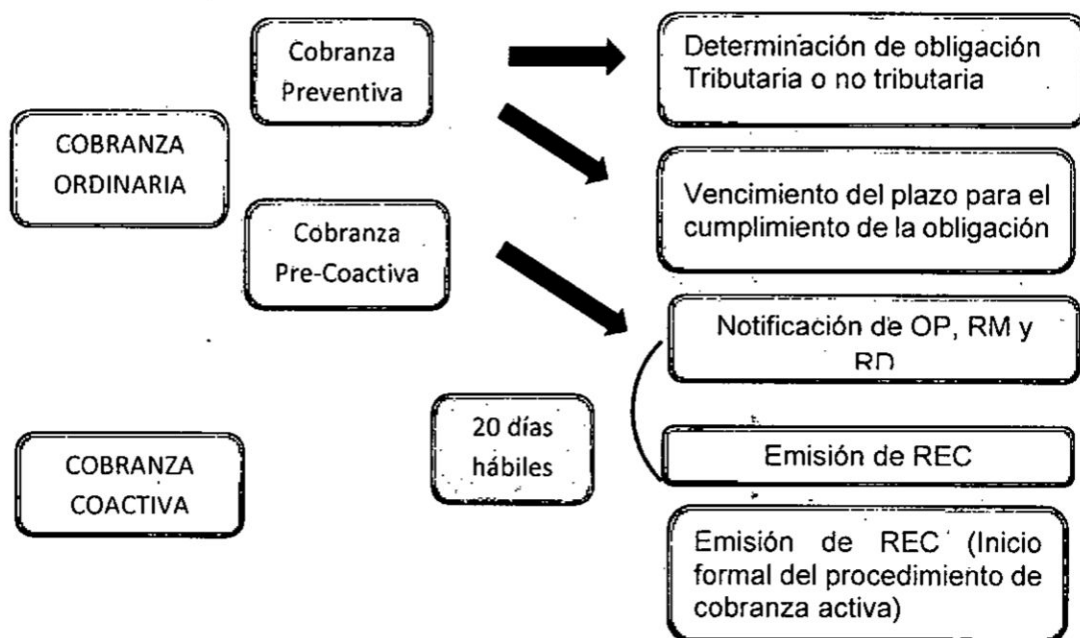 Cobranza
Preventiva
Determinación de obligación
Tributaria o no tributaria
COBRANZA
ORDINARIA
Vencimiento del plazo para el
cumplimiento de la obligación
Cobranza
Pre-Coactiva
Notificación de OP, RM y
RD
20 días
hábiles
Emisión de REC
COBRANZA
COACTIVA
Emisión de REC (Inicio
formal del procedimiento de
cobranza activa)